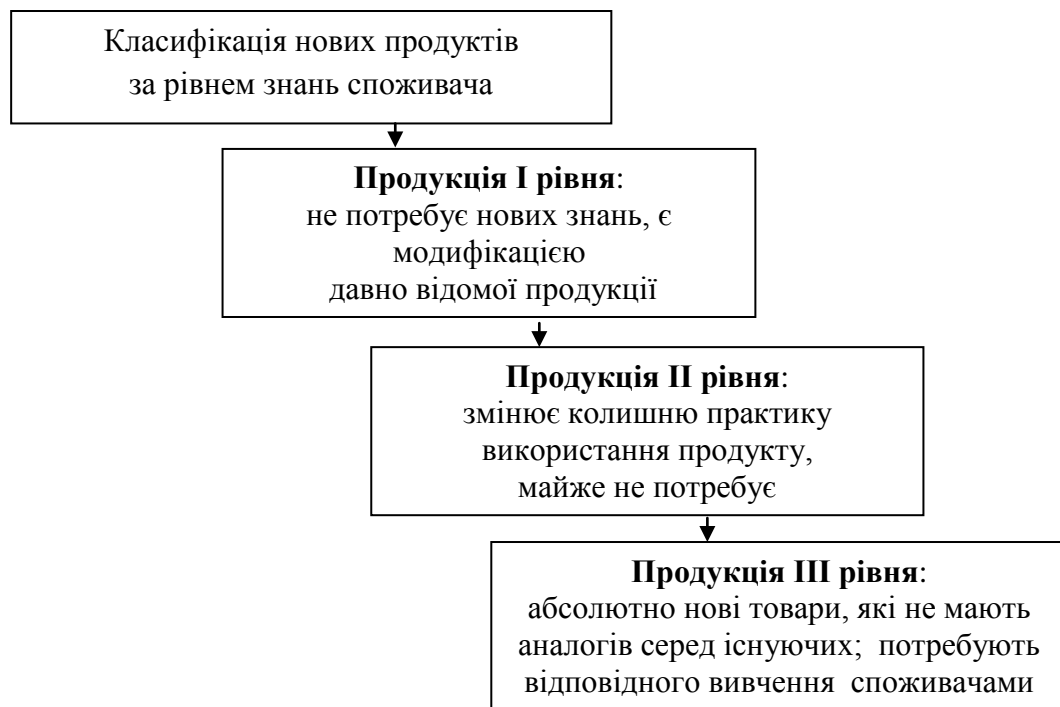 Класифікація нових продуктів
за рівнем знань споживача
Продукція І рівня:
не потребує нових знань, є
модифікацією
давно відомої продукції
Продукція ІІ рівня:
змінює колишню практику
використання продукту,
майже не потребує
Продукція ІІІ рівня:
абсолютно нові товари, які не мають
аналогів серед існуючих; потребують
відповідного вивчення споживачами